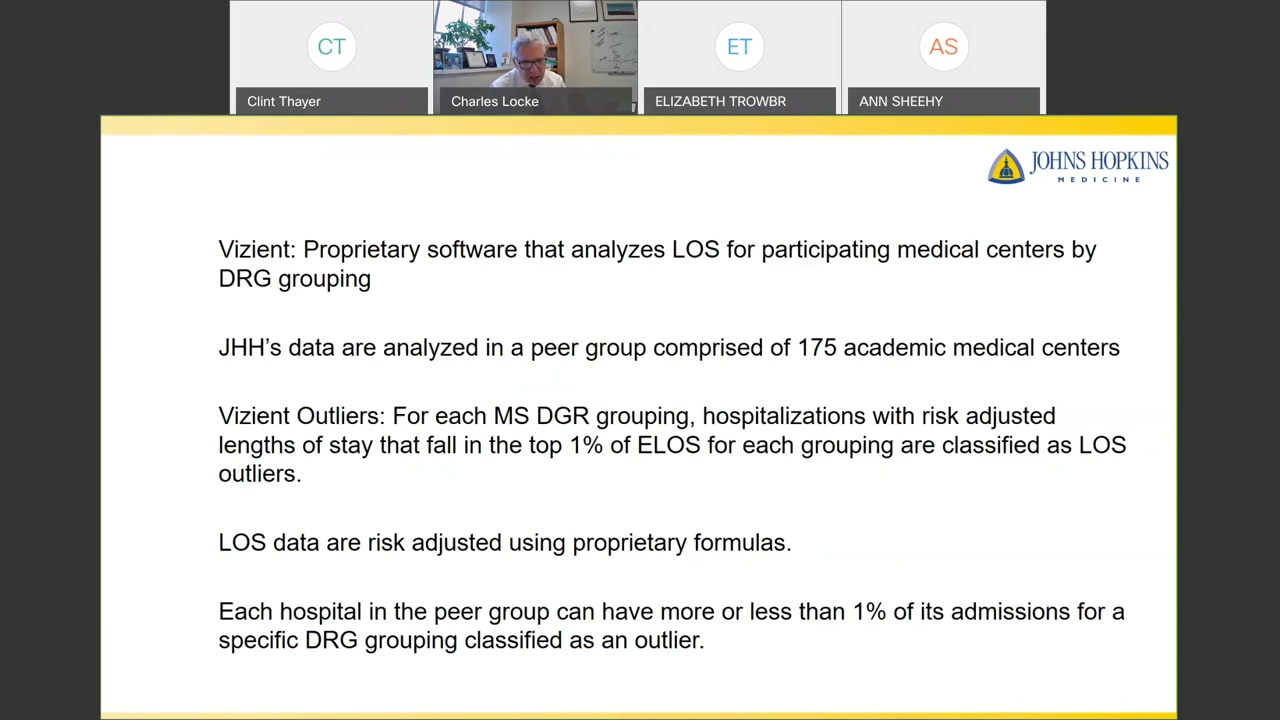 CT
ET
AS
Clint Thayer
Charles Locke
ELIZABETH TROWBR
ANN SHEEHY
JOHNS HOPKINS
MEDICINE
Vizient: Proprietary software that analyzes LOS for participating medical centers by
DRG grouping
JHH’s data are analyzed in a peer group comprised of 175 academic medical centers
Vizient Outliers: For each MS DGR grouping, hospitalizations with risk adjusted
lengths of stay that fall in the top 1% of ELOS for each grouping are classified as LOS
outliers.
LOS data are risk adjusted using proprietary formulas.
Each hospital in the peer group can have more or less than 1% of its admissions for a
specific DRG grouping classified as an outlier.